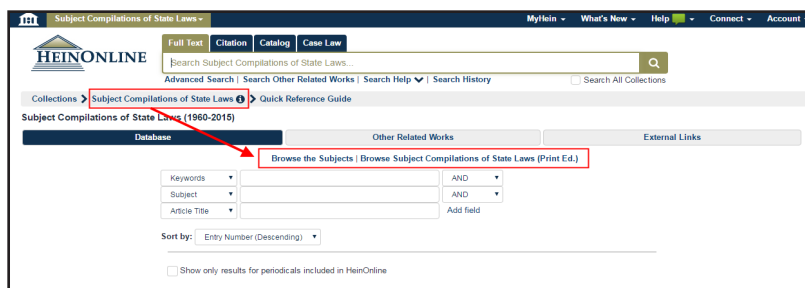 Subject Compilations of State Laws
MyHein What's New Help Connect Account
HEINONLINE
Full Text Citation Catalog Case Law
Search Subject Compilations of State Laws...
Advanced Search | Search Other Related Works | Search Help | Search History
Search All Collections
Collections Subject Compilations of State Laws Quick Reference Guide
Subject Compilations of State Laws (1960-2015)
Database Other Related Works External Links
Browse the Subjects | Browse Subject Compilations of State Laws (Print Ed.)
Keywords AND
Subject AND
Article Title Add field
Sort by: Entry Number (Descending)
Show only results for periodicals included in HeinOnline